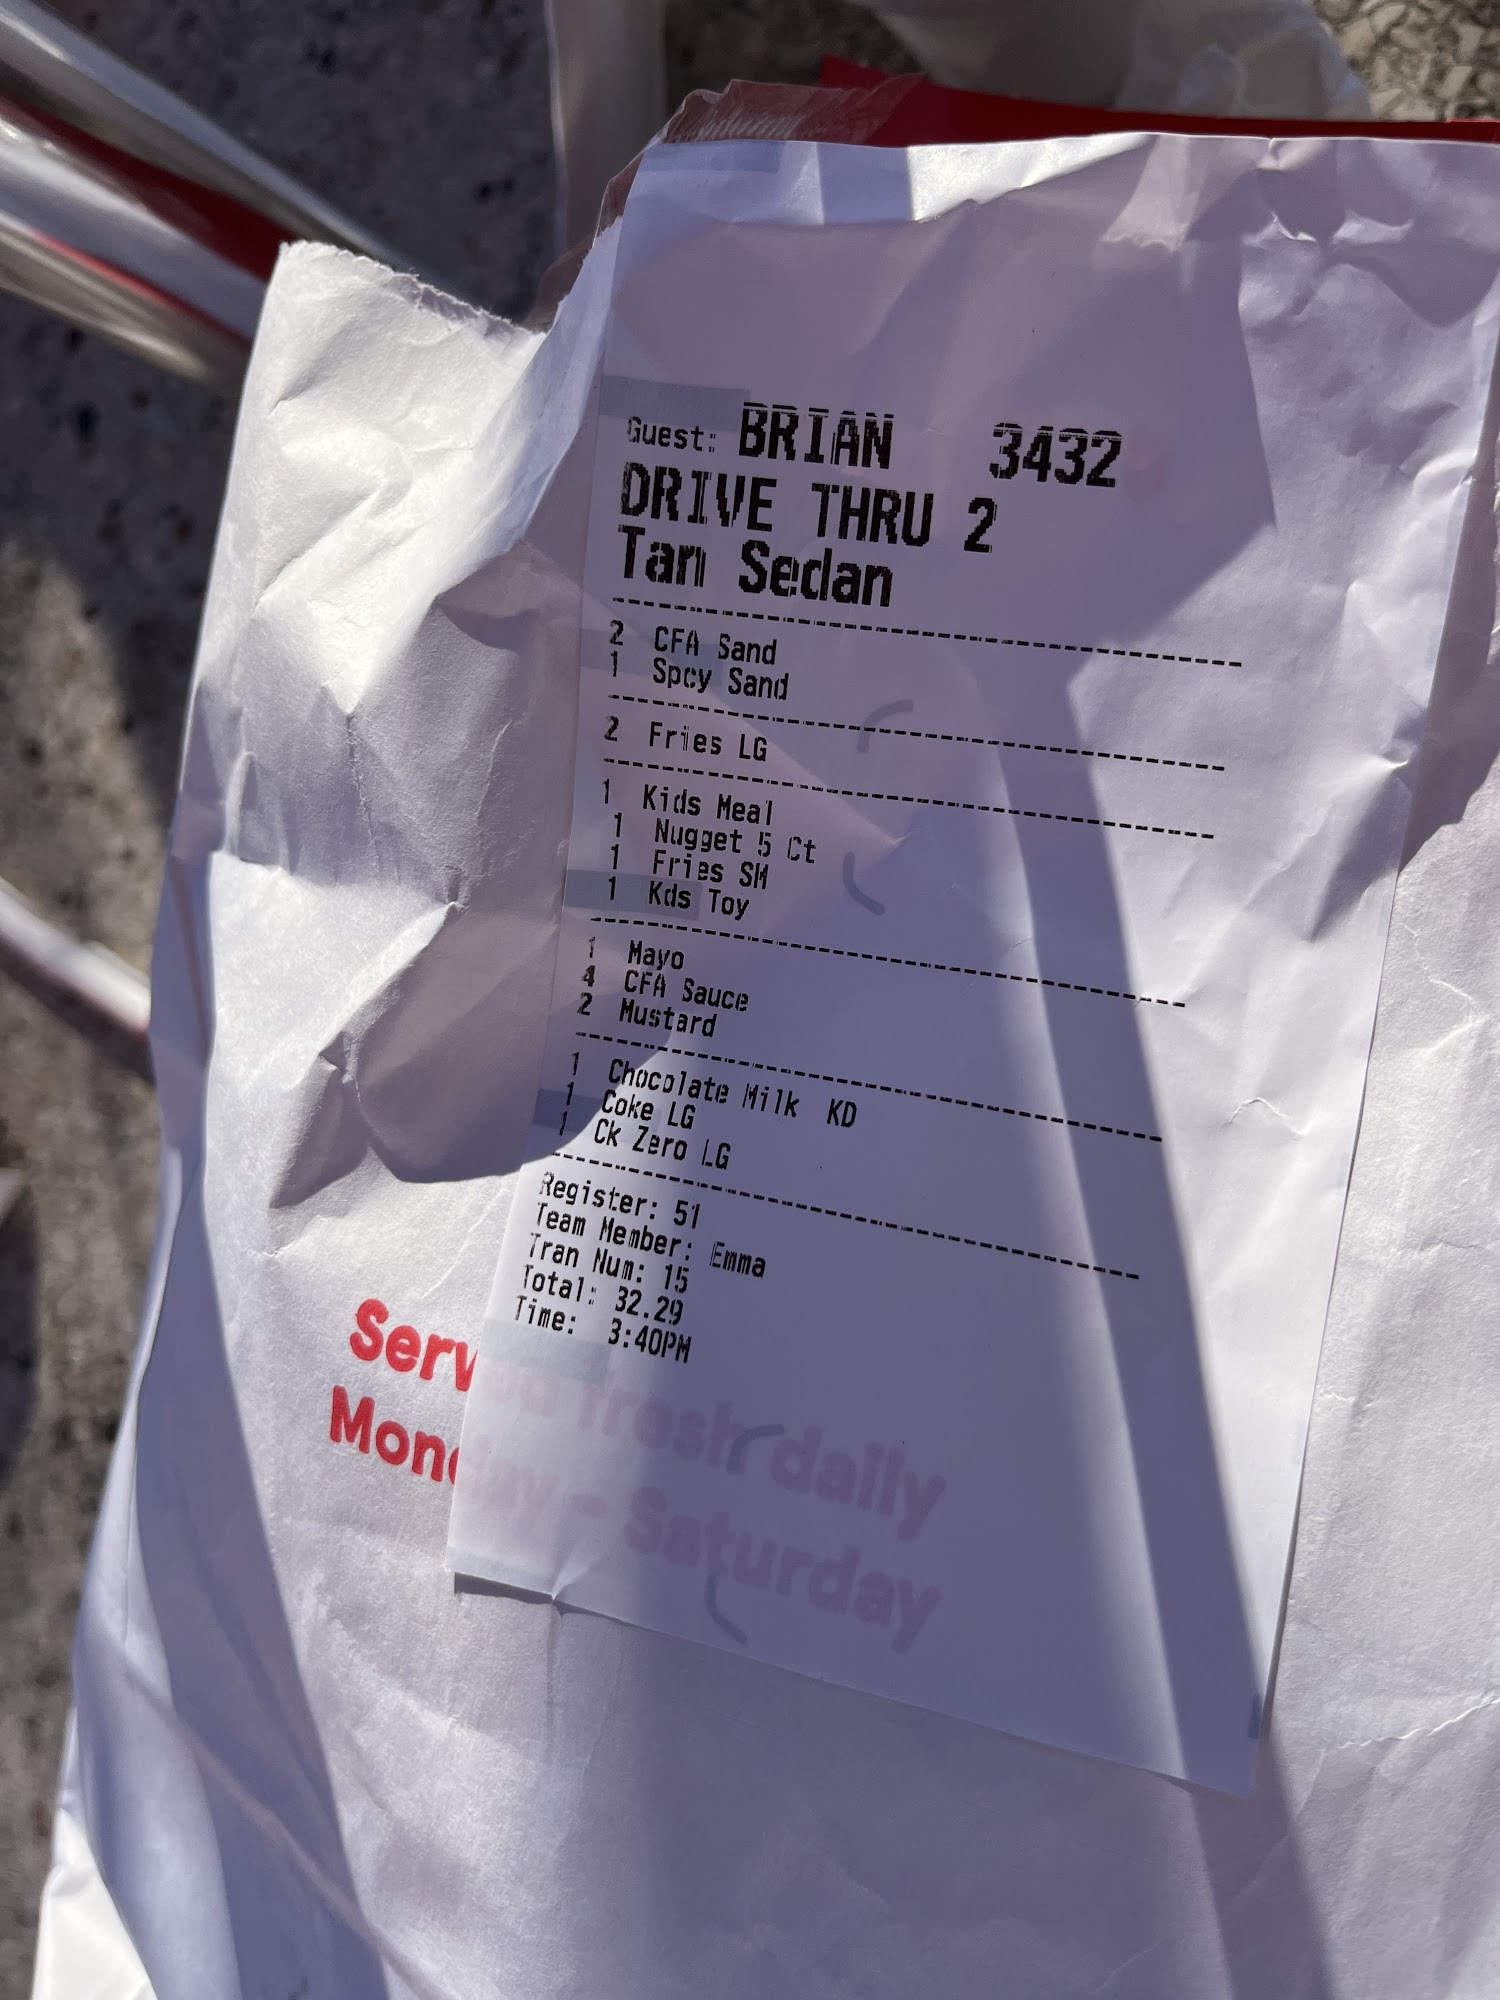 Guest: BRIAN 3432
DRIVE THRU 2
Tan Sedan
2 CFA Sand
1 Spcy Sand
2 Fries LG
1 Kids Meal
1 Nugget 5 Ct
1 Fries SM
1 Kds Toy
1 Mayo
4 CFA Sauce
2 Mustard
1 Chocolate Milk KD
1 Coke LG
1 Ck Zero LG
Register: 51
Team Member: Emma
Tran Num: 15
Total: 32.29
Time: 3:40PM
Served fresh daily
Monday - Saturday